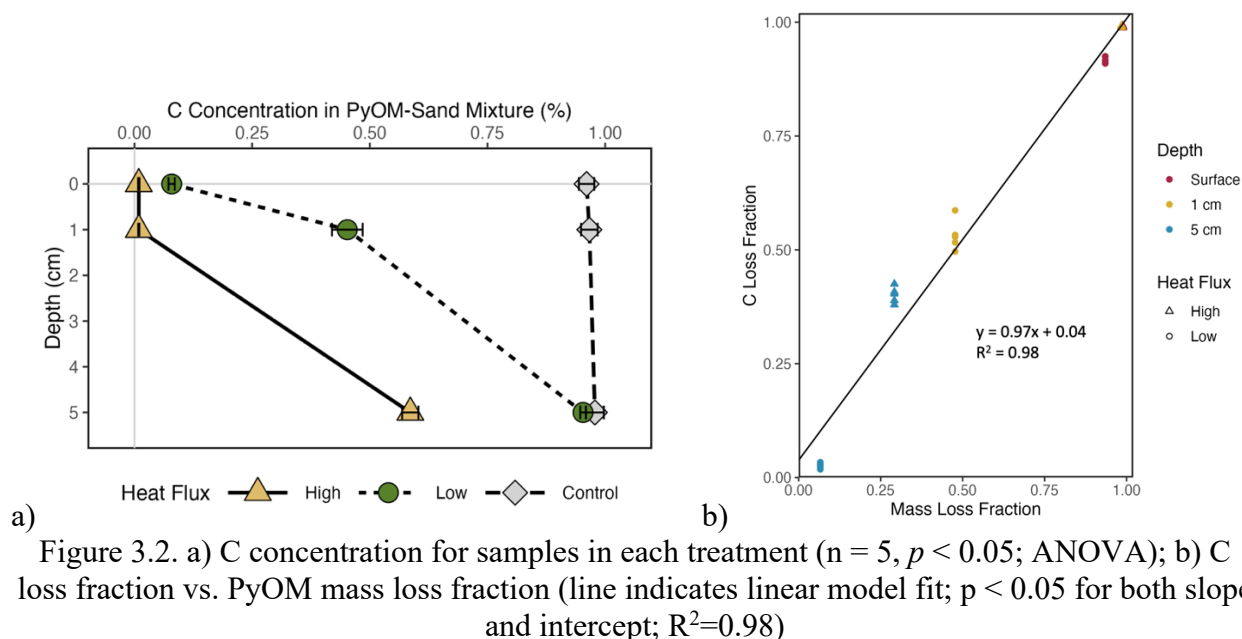 C Concentration in PyOM-Sand Mixture (%)
0.00 0.25 0.50 0.75 1.00
Depth (cm)
0
1
2
3
4
5
Heat Flux High Low Control
a)
C Loss Fraction
1.00
0.75
0.50
0.25
0.00
y = 0.97x + 0.04
R² = 0.98
0.00 0.25 0.50 0.75 1.00
Mass Loss Fraction
Depth
Surface
1 cm
5 cm
Heat Flux
High
Low
b)
Figure 3.2. a) C concentration for samples in each treatment (n = 5, p < 0.05; ANOVA); b) C
loss fraction vs. PyOM mass loss fraction (line indicates linear model fit; p < 0.05 for both slope
and intercept; R²=0.98)